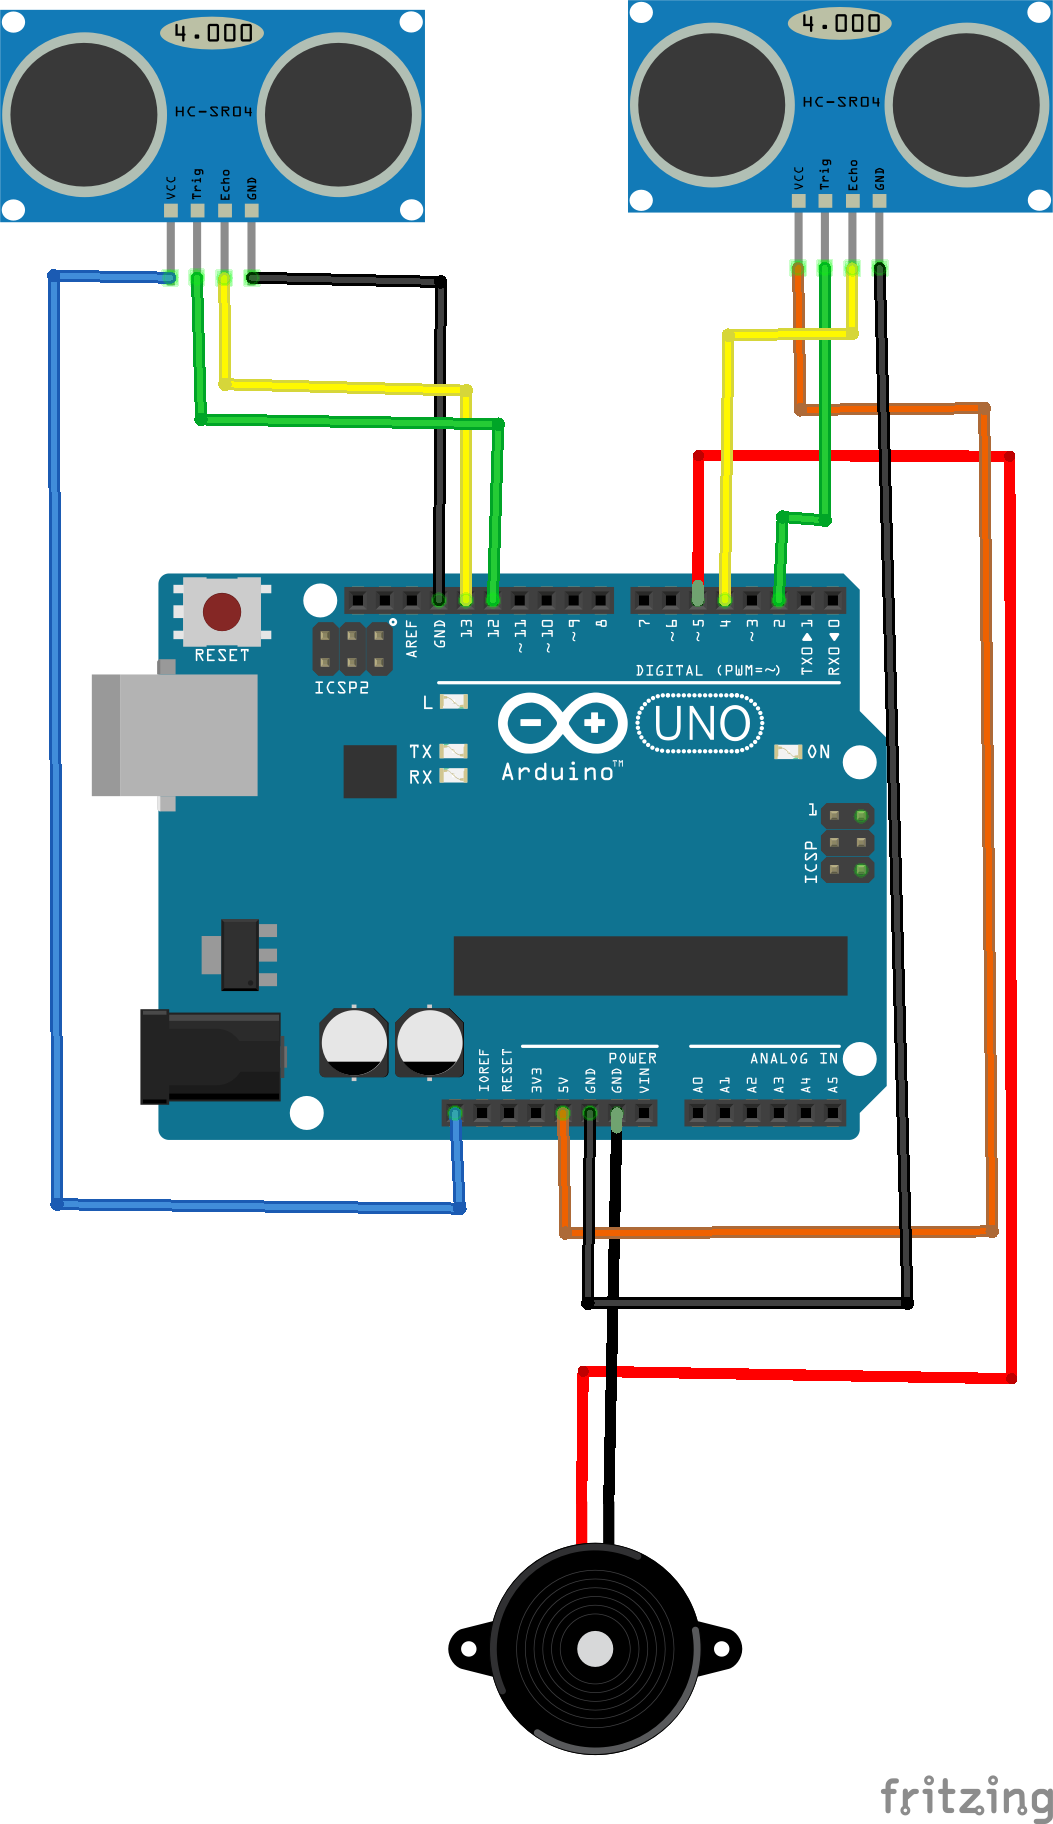 4.000
HC-SR04
VCC
Trig
Echo
GND
4.000
HC-SR04
VCC
Trig
Echo
GND
RESET
ICSP2
AREF
GND
13
12
~11
~10
~9
8
7
~6
~5
4
~3
2
TX0▶1
RX0◀0
DIGITAL (PWM=~)
L
TX
RX
Arduino™
UNO
ON
1
ICSP
IOREF
RESET
3V3
5V
GND
GND
VIN
POWER
ANALOG IN
A0
A1
A2
A3
A4
A5
fritzing